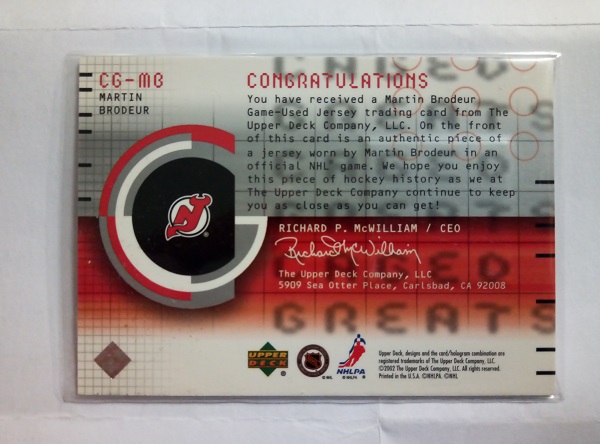 CG-MB
MARTIN
BRODEUR
CONGRATULATIONS
You have received a Martin Brodeur
Game-Used Jersey trading card from The
Upper Deck Company, LLC. On the front
of this card is an authentic piece of
a jersey worn by Martin Brodeur in an
official NHL® game. We hope you enjoy
this piece of hockey history as we at
The Upper Deck Company continue to keep
you as close as you can get!
RICHARD P. McWILLIAM / CEO
Richard McWilliam
The Upper Deck Company, LLC
5909 Sea Otter Place, Carlsbad, CA 92008
GREATS
UPPER
DECK
NHLPA
Upper Deck, designs and the card/hologram combination are
registered trademarks of The Upper Deck Company, LLC.
©2002 The Upper Deck Company, LLC. All rights reserved.
Printed in the U.S.A. ©NHLPA. ©NHL